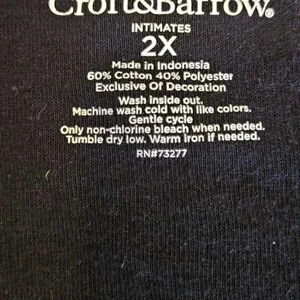 Croft&Barrow®
INTIMATES
2X
Made in Indonesia
60% Cotton 40% Polyester
Exclusive Of Decoration
Wash inside out.
Machine wash cold with like colors.
Gentle cycle
Only non-chlorine bleach when needed.
Tumble dry low. Warm iron if needed.
RN#73277